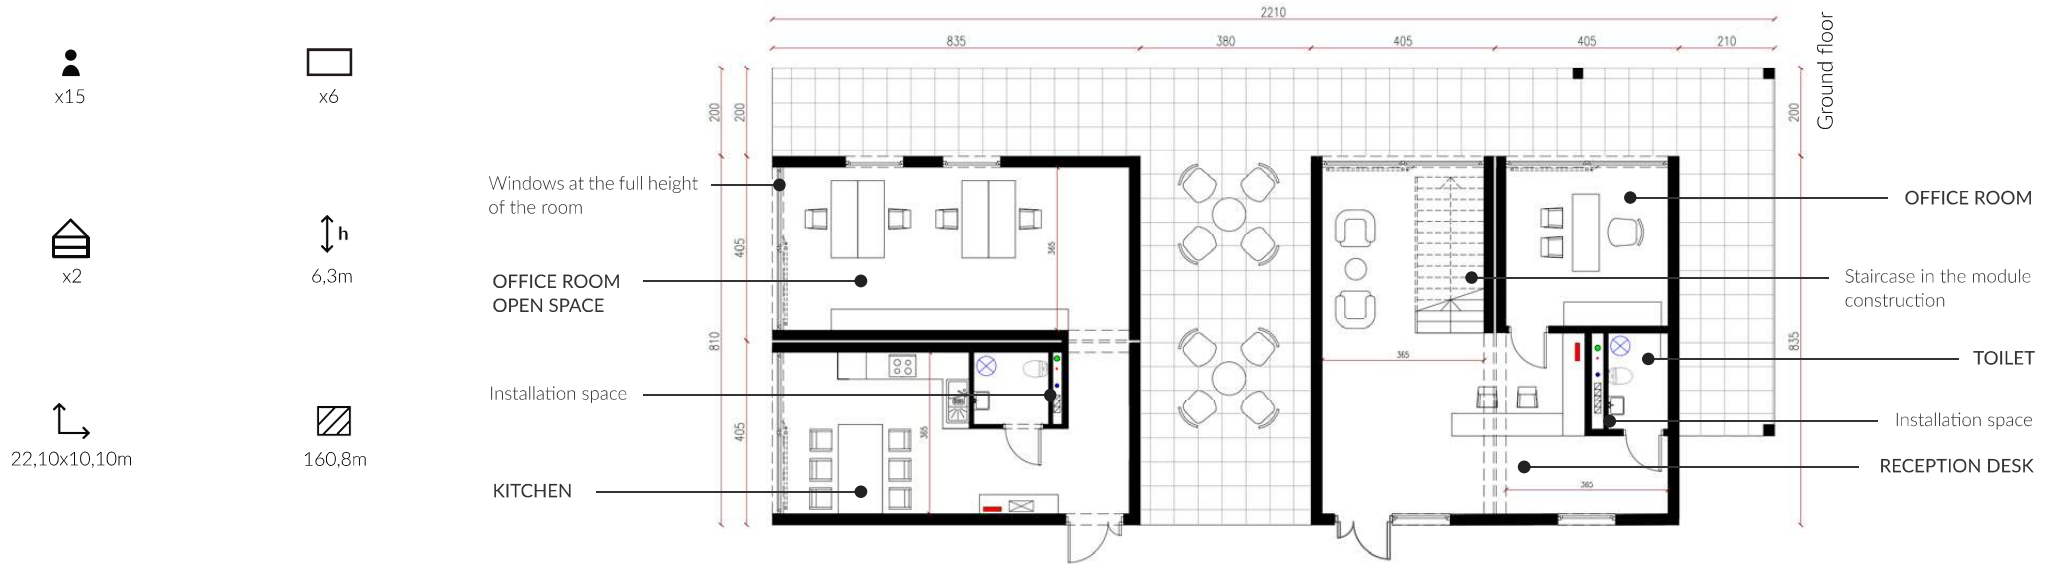 x15
x6
x2
h
6,3m
22,10x10,10m
160,8m
2210
835
380
405
405
210
Ground floor
200
200
200
405
810
405
835
Windows at the full height
of the room
OFFICE ROOM
OPEN SPACE
Installation space
KITCHEN
365
365
365
365
OFFICE ROOM
Staircase in the module
construction
TOILET
Installation space
RECEPTION DESK